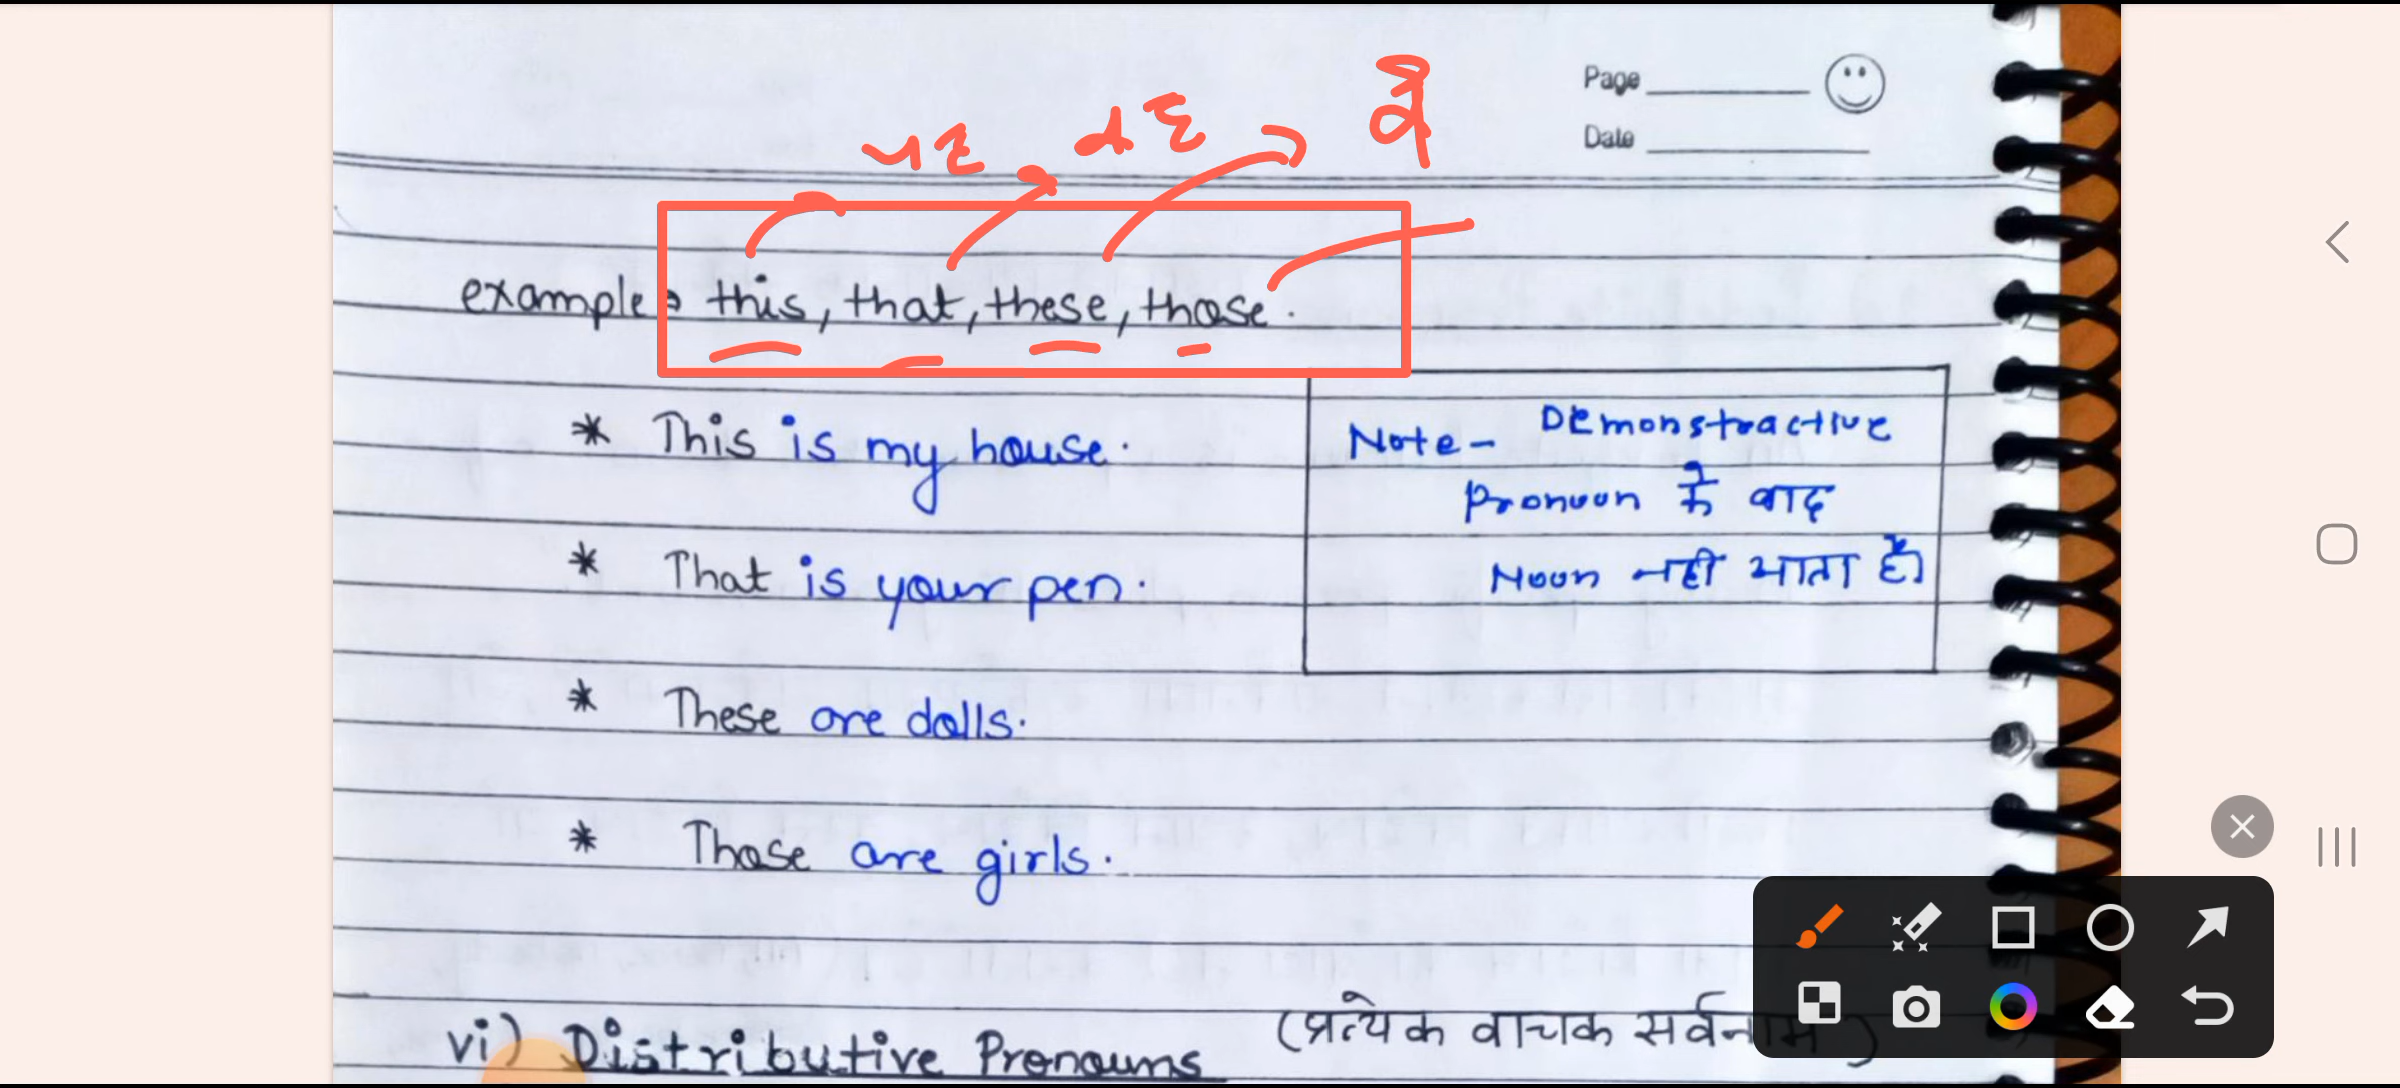 Page
Date
यह वह ये
example → this, that, these, those.
* This is my house.
Note- Demonstractive
Pronoun के बाद
Noun नही आता है।
* That is your pen.
* These are dolls.
* Those are girls.
vi) Distributive Pronouns (प्रत्येक वाचक सर्वनाम)